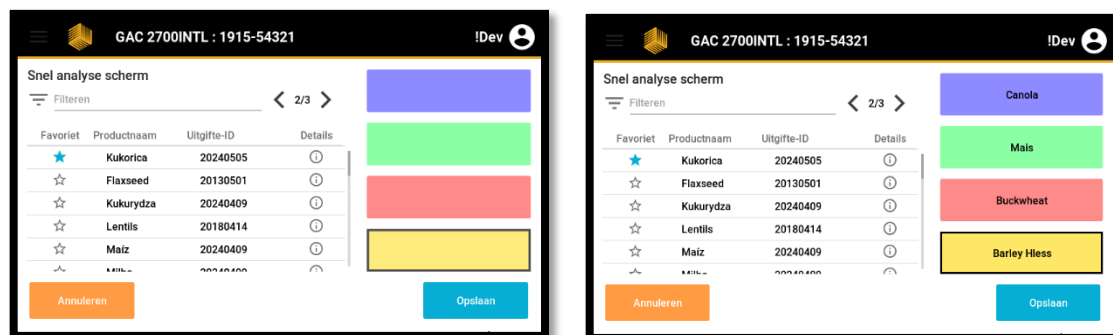 GAC 2700INTL : 1915-54321 !Dev
Snel analyse scherm
Filteren 2/3
Favoriet Productnaam Uitgifte-ID Details
Kukorica 20240505
Flaxseed 20130501
Kukurydza 20240409
Lentils 20180414
Maíz 20240409
Annuleren Opslaan
GAC 2700INTL : 1915-54321 !Dev
Snel analyse scherm
Filteren 2/3
Canola
Favoriet Productnaam Uitgifte-ID Details
Mais
Kukorica 20240505
Flaxseed 20130501
Kukurydza 20240409
Buckwheat
Lentils 20180414
Maíz 20240409
Barley Hless
Annuleren Opslaan